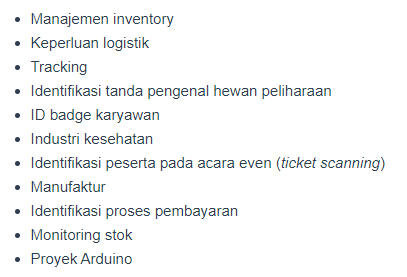 Manajemen inventory
Keperluan logistik
Tracking
Identifikasi tanda pengenal hewan peliharaan
ID badge karyawan
Industri kesehatan
Identifikasi peserta pada acara even (ticket scanning)
Manufaktur
Identifikasi proses pembayaran
Monitoring stok
Proyek Arduino